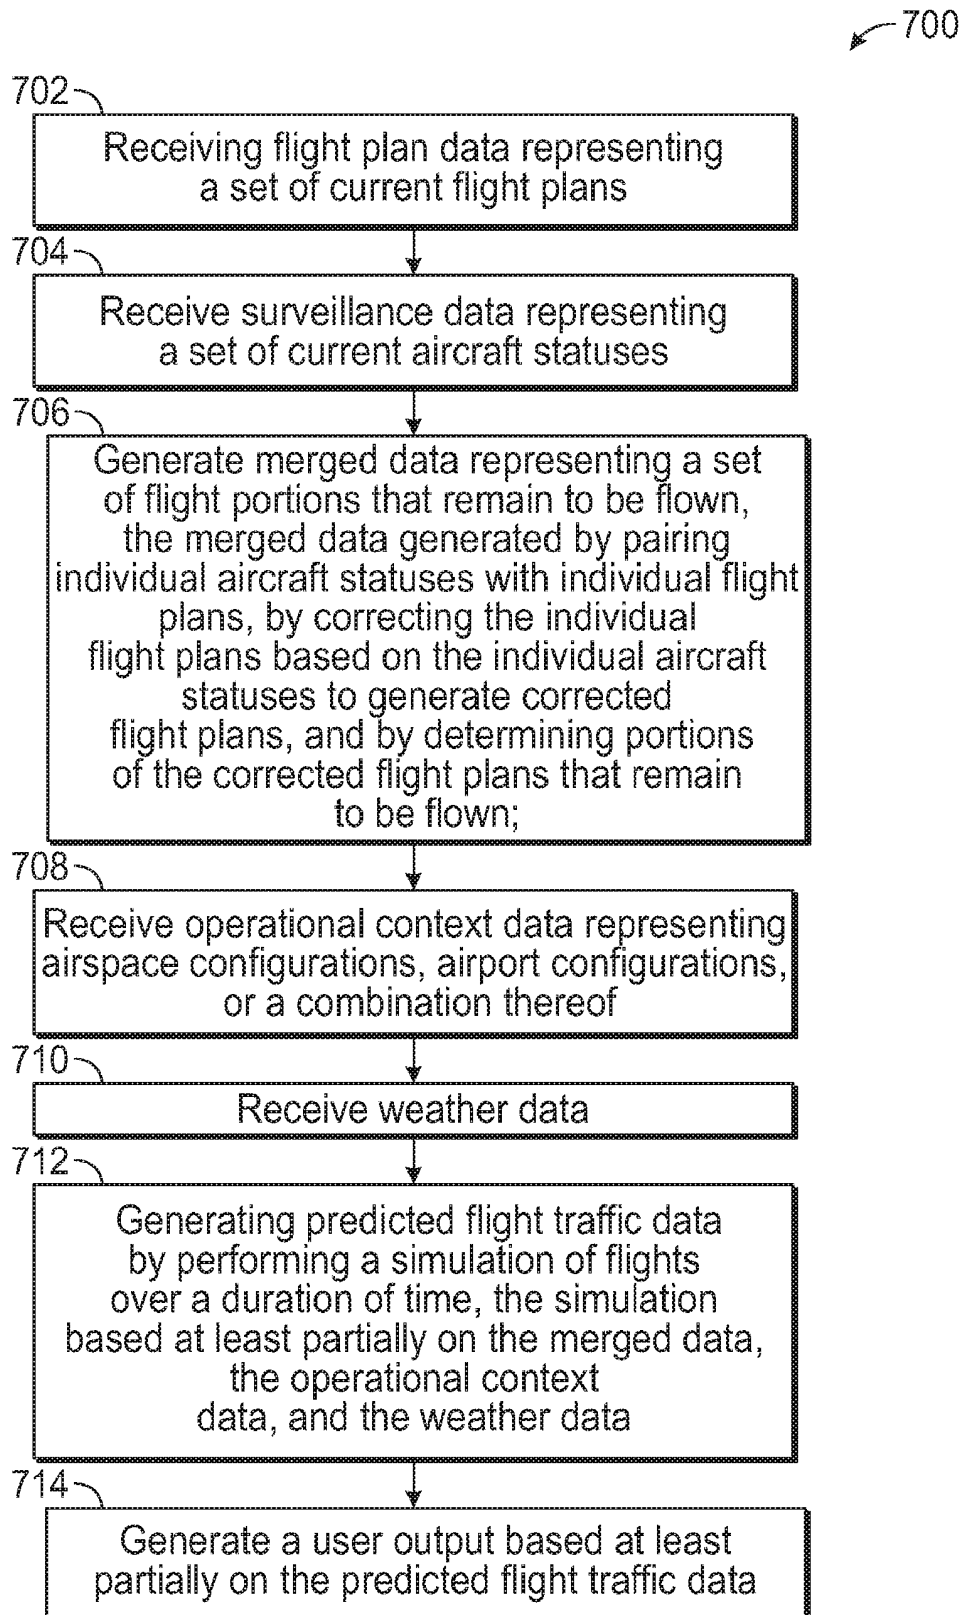 700
702
Receiving flight plan data representing
a set of current flight plans
704
Receive surveillance data representing
a set of current aircraft statuses
706
Generate merged data representing a set
of flight portions that remain to be flown,
the merged data generated by pairing
individual aircraft statuses with individual flight
plans, by correcting the individual
flight plans based on the individual aircraft
statuses to generate corrected
flight plans, and by determining portions
of the corrected flight plans that remain
to be flown;
708
Receive operational context data representing
airspace configurations, airport configurations,
or a combination thereof
710
Receive weather data
712
Generating predicted flight traffic data
by performing a simulation of flights
over a duration of time, the simulation
based at least partially on the merged data,
the operational context
data, and the weather data
714
Generate a user output based at least
partially on the predicted flight traffic data